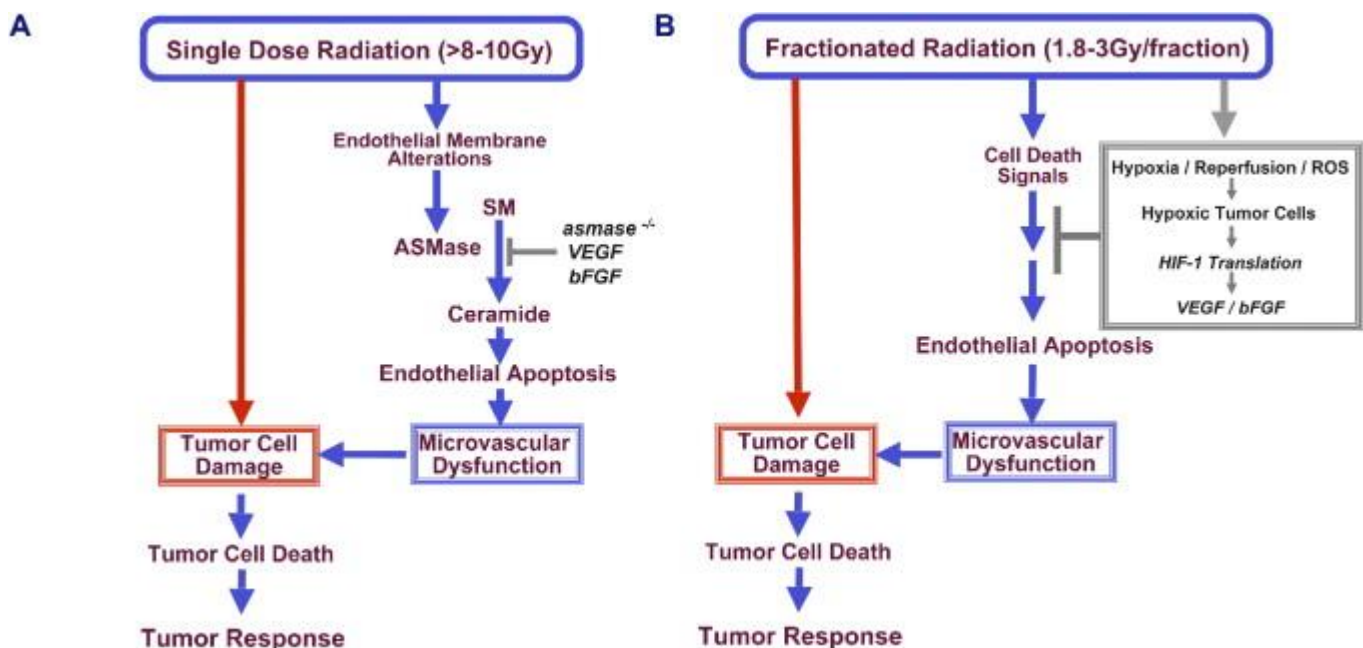 A
Single Dose Radiation (>8-10Gy)
Endothelial Membrane
Alterations
SM
asmase -/-
ASMase
VEGF
bFGF
Ceramide
Endothelial Apoptosis
Tumor Cell
Damage
Microvascular
Dysfunction
Tumor Cell Death
Tumor Response
B
Fractionated Radiation (1.8-3Gy/fraction)
Cell Death
Signals
Hypoxia / Reperfusion / ROS
Hypoxic Tumor Cells
HIF-1 Translation
VEGF / bFGF
Endothelial Apoptosis
Tumor Cell
Damage
Microvascular
Dysfunction
Tumor Cell Death
Tumor Response